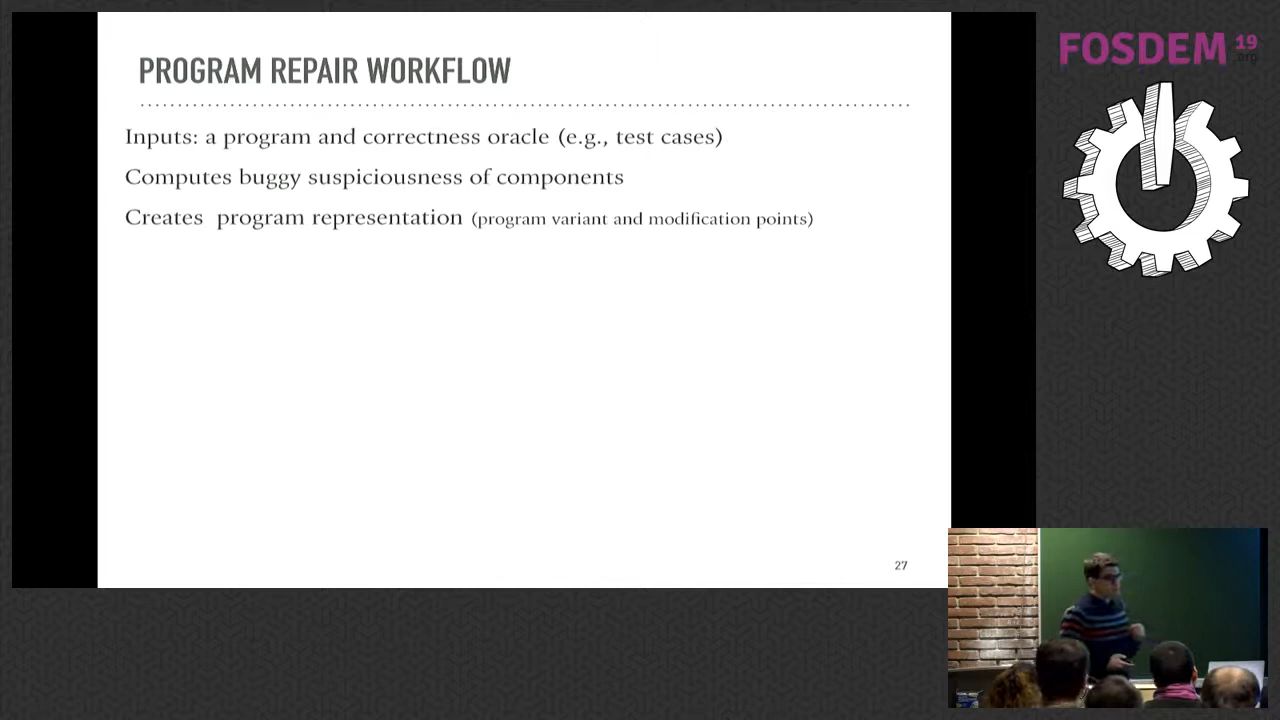 PROGRAM REPAIR WORKFLOW
Inputs: a program and correctness oracle (e.g., test cases)
Computes buggy suspiciousness of components
Creates program representation (program variant and modification points)
27
FOSDEM 19
.org